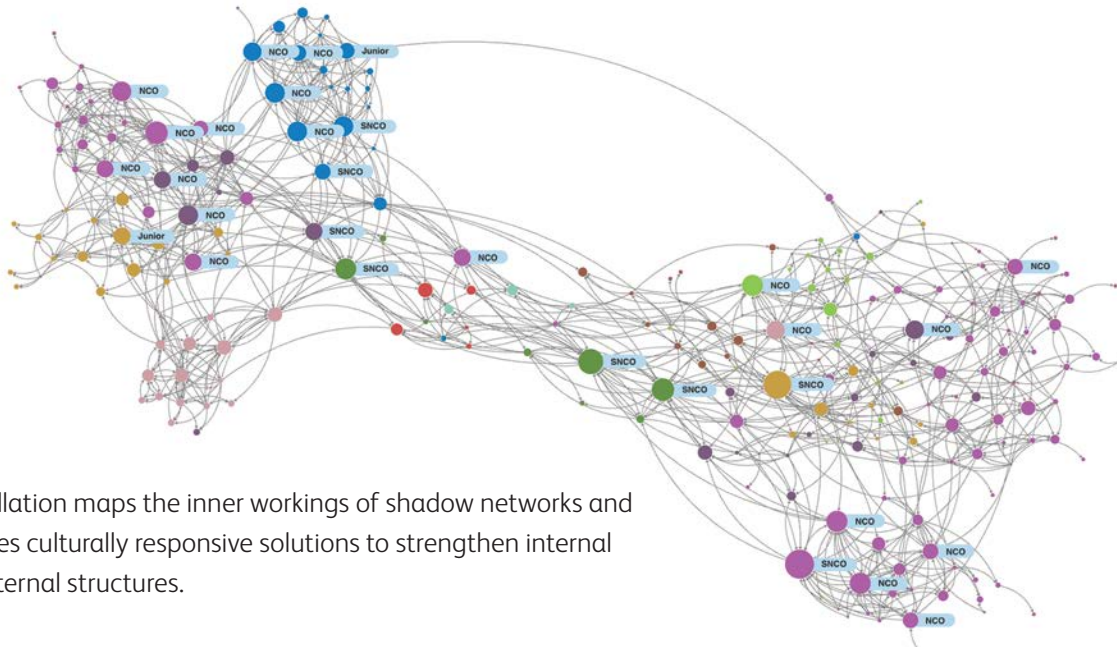 NCO
NCO
Junior
NCO
NCO
NCO
NCO
NCO
SNCO
NCO
SNCO
NCO
NCO
SNCO
Junior
NCO
NCO
SNCO
NCO
NCO
NCO
NCO
SNCO
SNCO
SNCO
llation maps the inner workings of shadow networks and
es culturally responsive solutions to strengthen internal
ternal structures.
NCO
NCO
SNCO
NCO
NCO